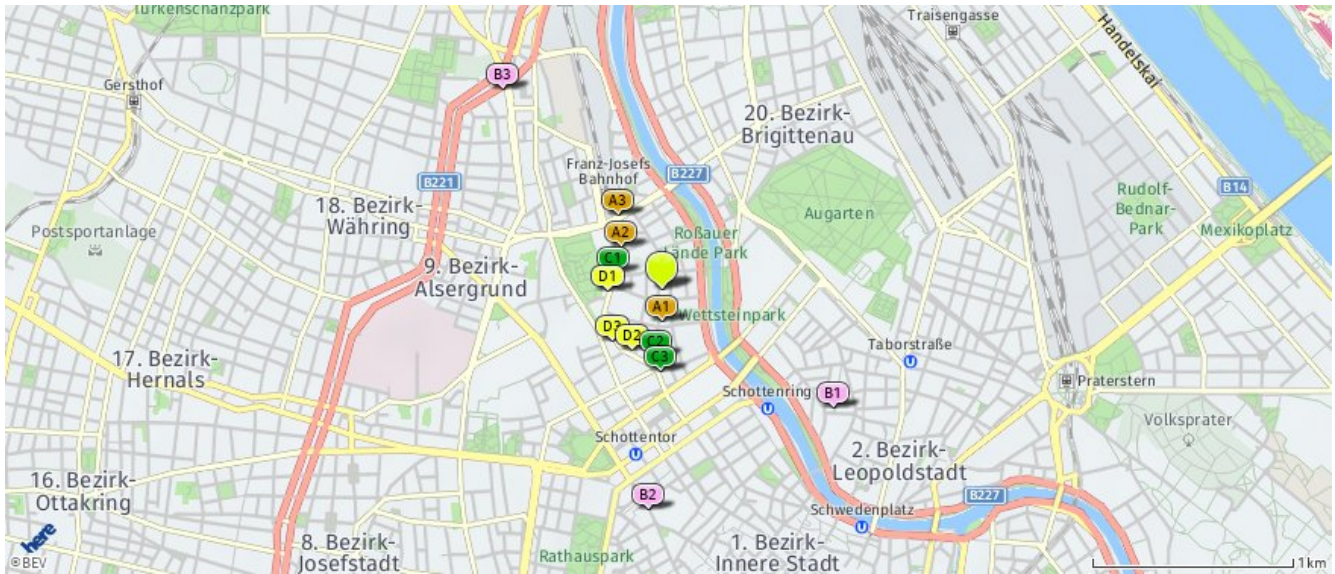 Türkenschanzpark
Traisengasse
Handelskai
B3
Gersthof
20. Bezirk-
Brigittenau
Franz-Josefs
Bahnhof
B227
B221
B14
A3
Rudolf-
Bednar-
Park
18. Bezirk-
Währing
Augarten
Postsportanlage
A2
Roßauer
Lände Park
Mexikoplatz
C1
9. Bezirk-
Alsergrund
D1
A1
Wettsteinpark
D3
D2
C2
C3
Taborstraße
17. Bezirk-
Hernals
Praterstern
Schottenring
U
B1
U
Volksprater
Schottentor
U
2. Bezirk-
Leopoldstadt
16. Bezirk-
Ottakring
B2
B227
Schwedenplatz
U
here
8. Bezirk-
Josefstadt
Rathauspark
1. Bezirk-
Innere Stadt
©BEV
1km